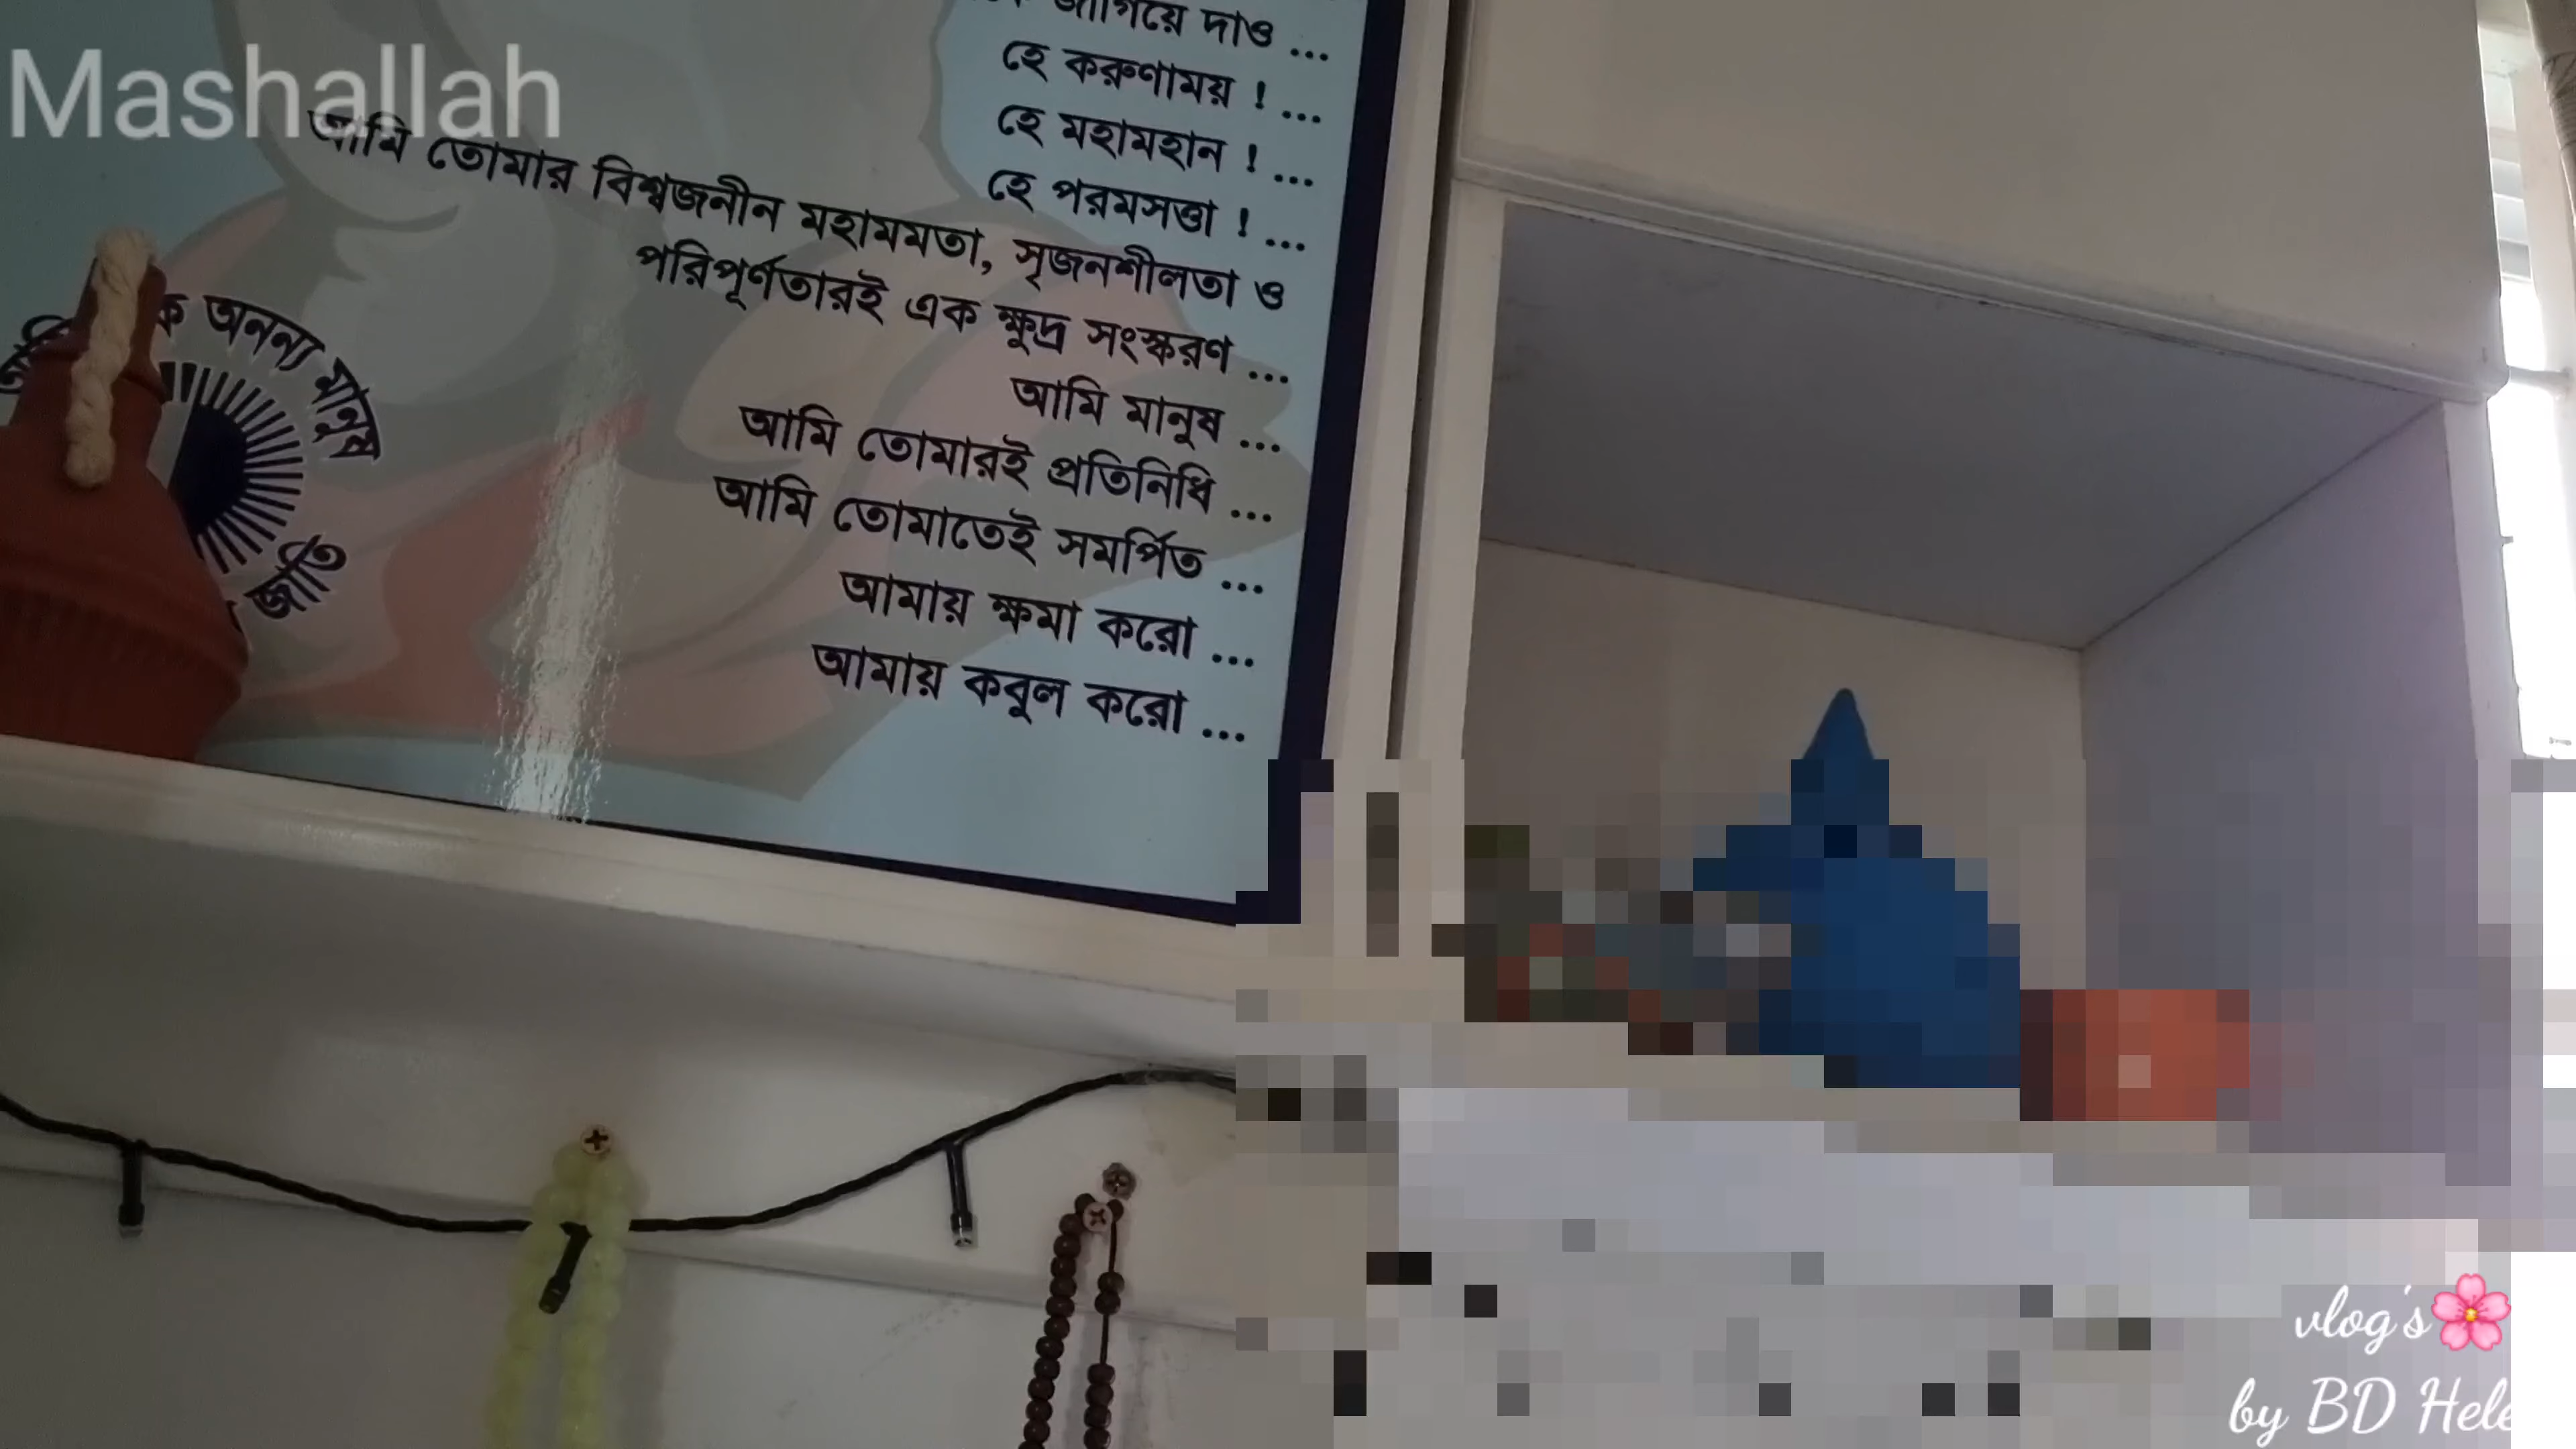 Mashallah
জাগিয়ে দাও ...
হে করুণাময় ! ...
হে মহামহান ! ...
হে পরমসত্তা ! ...
আমি তোমার বিশ্বজনীন মহামমতা, সৃজনশীলতা ও
পরিপূর্ণতারই এক ক্ষুদ্র সংস্করণ ...
আমি মানুষ ...
আমি তোমারই প্রতিনিধি ...
আমি তোমাতেই সমর্পিত ...
আমায় ক্ষমা করো ...
আমায় কবুল করো ...
অনন্য মানুষ
জাতি
vlog's🌸
by BD Hele